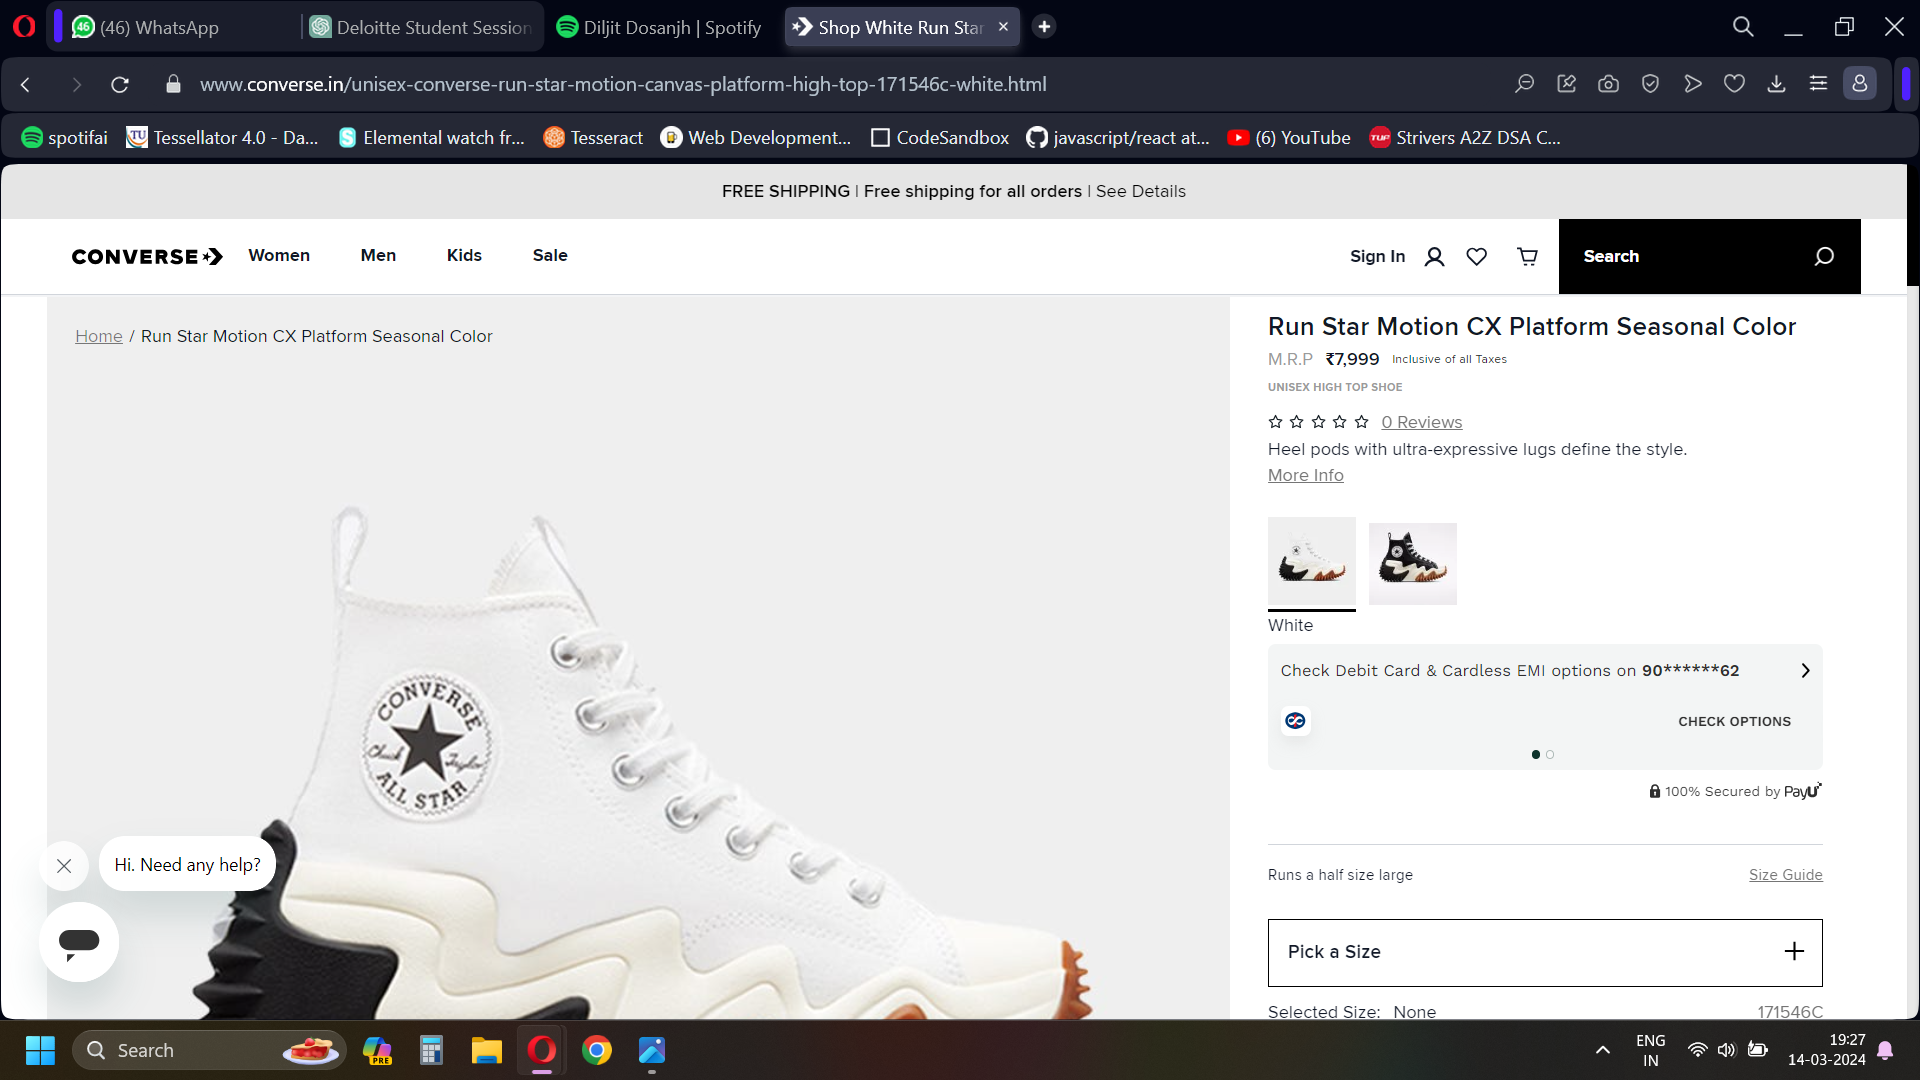 (46) WhatsApp
Deloitte Student Session
Diljit Dosanjh | Spotify
Shop White Run Star
www.converse.in/unisex-converse-run-star-motion-canvas-platform-high-top-171546c-white.html
spotifai
Tessellator 4.0 - Da...
Elemental watch fr...
Tesseract
Web Development...
CodeSandbox
javascript/react at...
(6) YouTube
Strivers A2Z DSA C...
FREE SHIPPING | Free shipping for all orders | See Details
CONVERSE
Women
Men
Kids
Sale
Sign In
Search
Home / Run Star Motion CX Platform Seasonal Color
Run Star Motion CX Platform Seasonal Color
M.R.P ₹7,999 Inclusive of all Taxes
UNISEX HIGH TOP SHOE
0 Reviews
Heel pods with ultra-expressive lugs define the style.
More Info
White
Check Debit Card & Cardless EMI options on 90******62
CHECK OPTIONS
100% Secured by PayU
Runs a half size large
Size Guide
Pick a Size
Selected Size: None
171546C
CONVERSE
Chuck Taylor
ALL STAR
Hi. Need any help?
Search
PRE
ENG
IN
19:27
14-03-2024